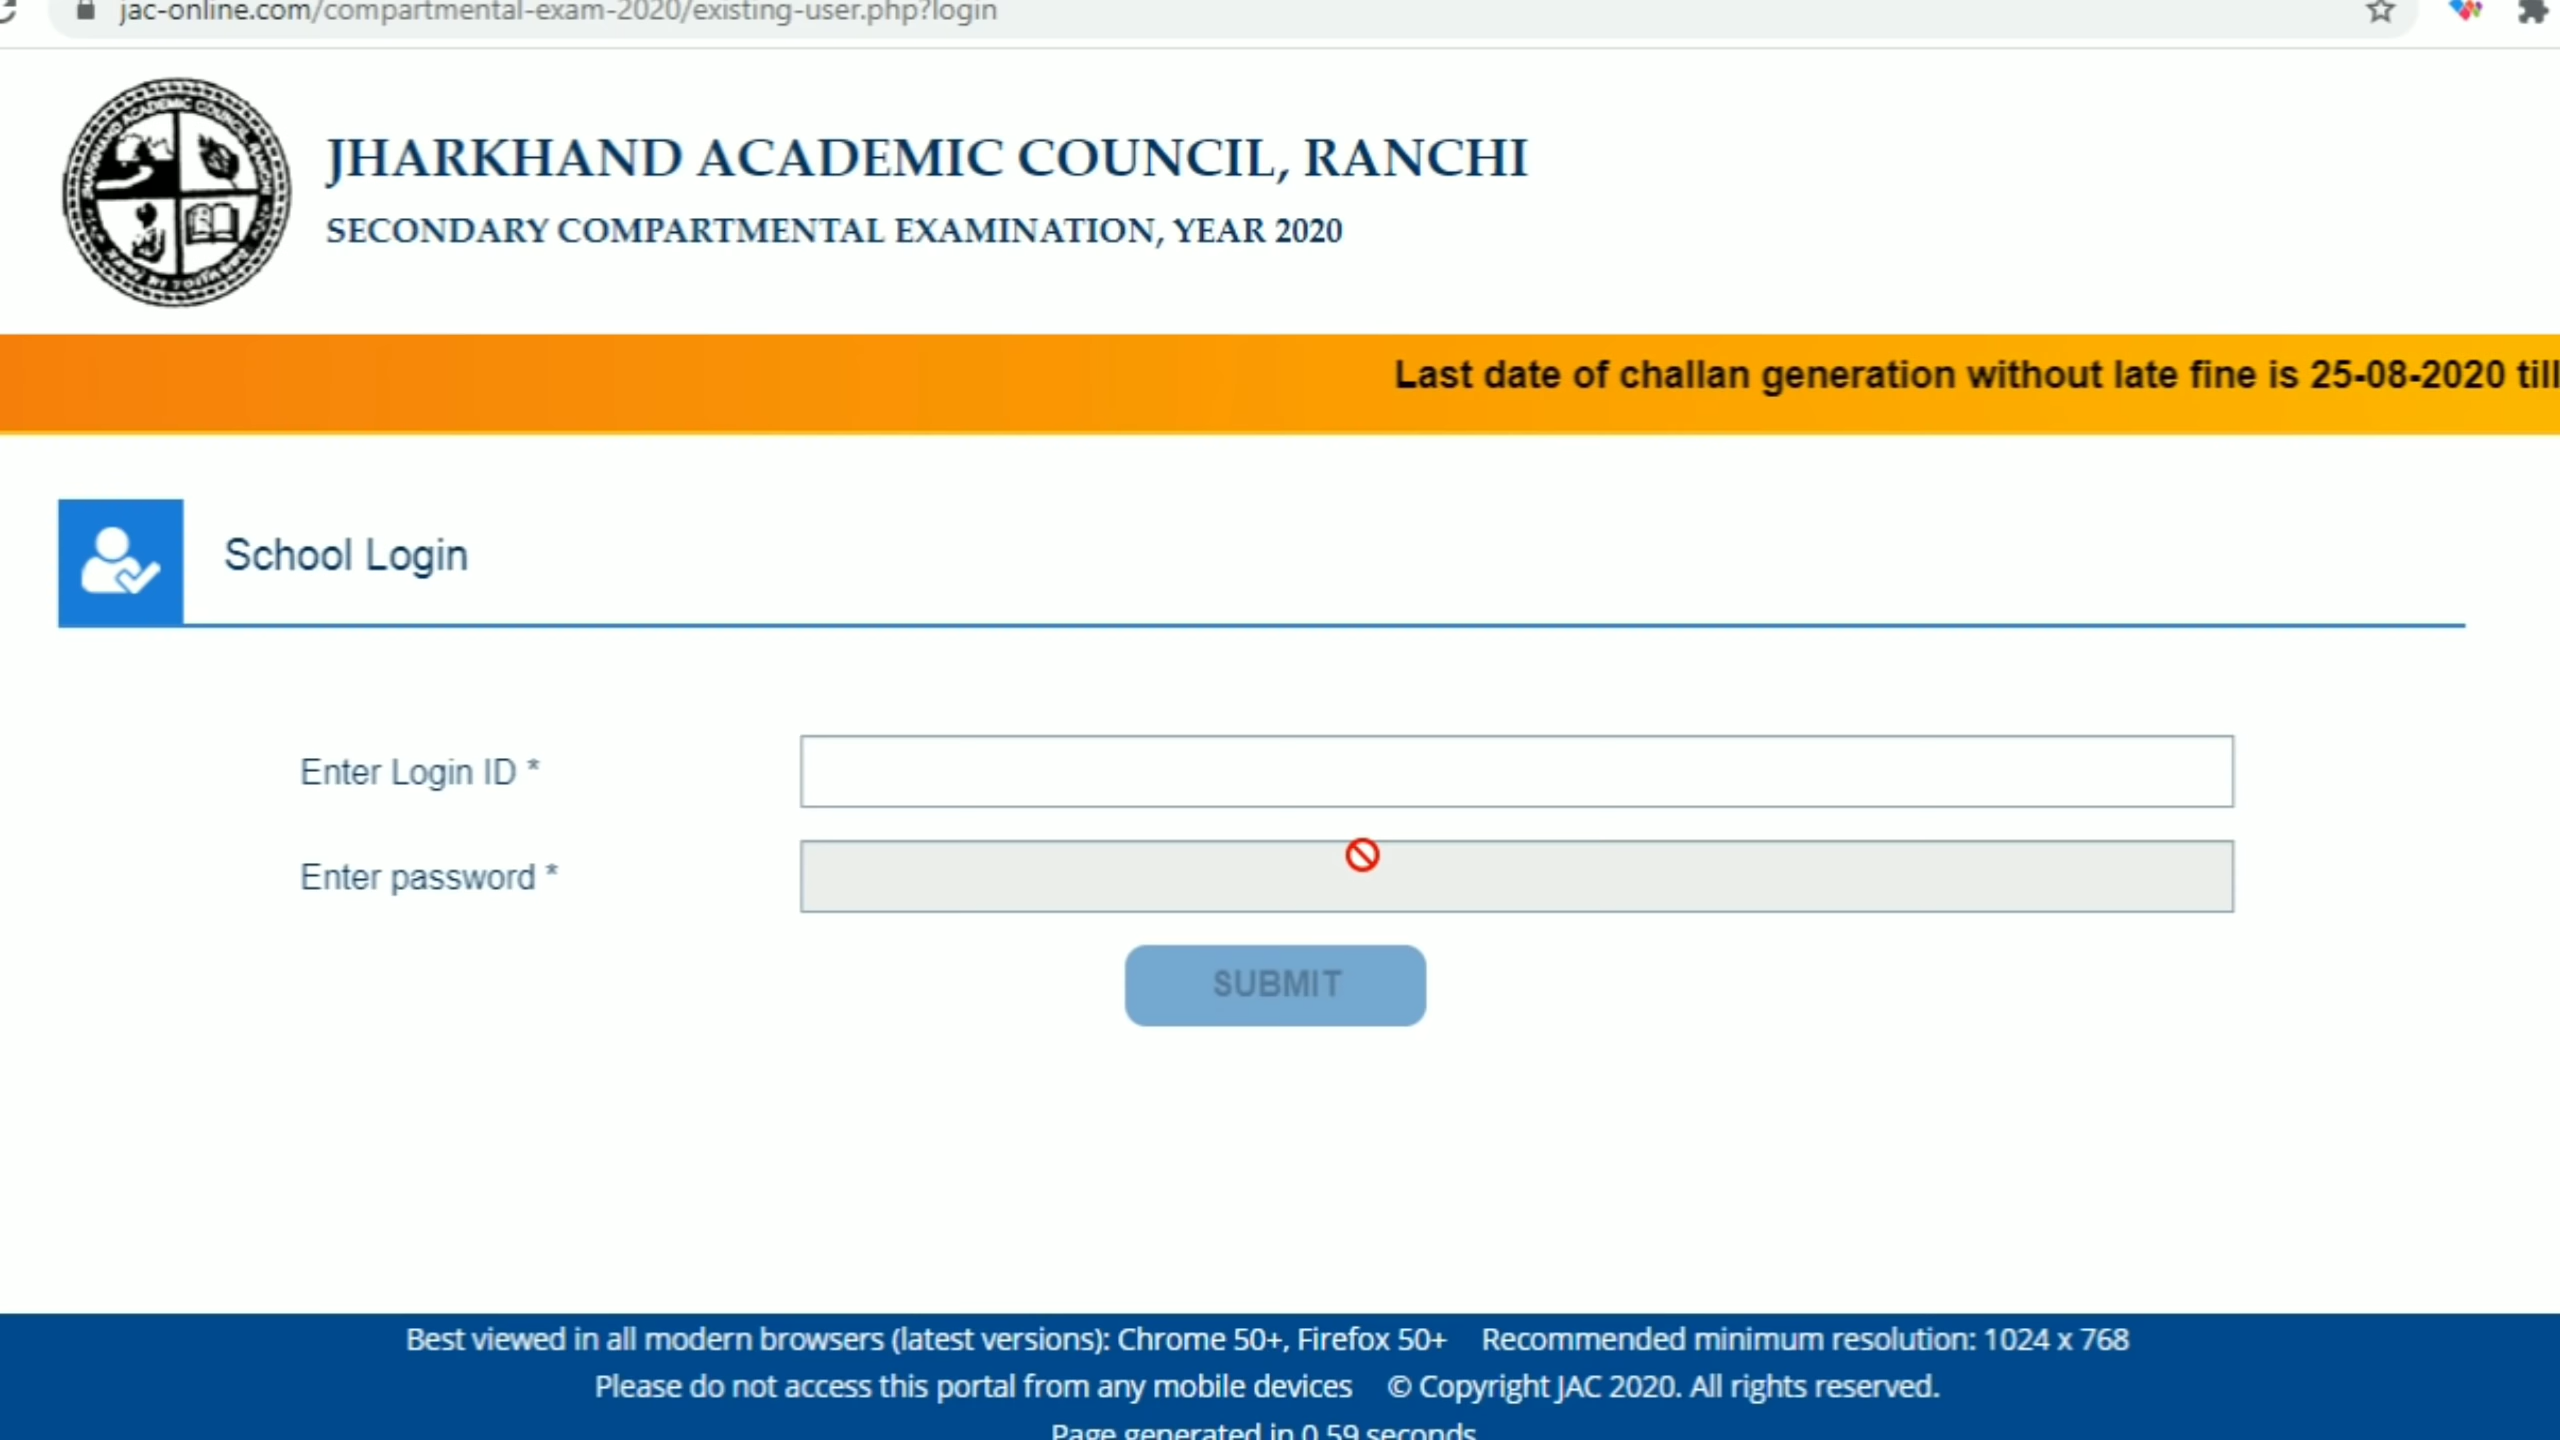 jac-online.com/compartmental-exam-2020/existing-user.php?login
JHARKHAND ACADEMIC COUNCIL, RANCHI
SECONDARY COMPARTMENTAL EXAMINATION, YEAR 2020
Last date of challan generation without late fine is 25-08-2020 till
School Login
Enter Login ID *
Enter password *
SUBMIT
Best viewed in all modern browsers (latest versions): Chrome 50+, Firefox 50+ Recommended minimum resolution: 1024 x 768
Please do not access this portal from any mobile devices © Copyright JAC 2020. All rights reserved.
Page generated in 0.59 seconds